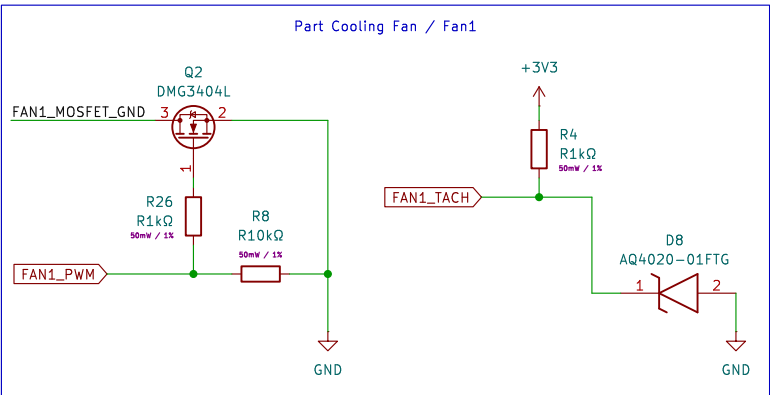 Part Cooling Fan / Fan1
Q2
DMG3404L
FAN1_MOSFET_GND
3
2
1
R26
R1kΩ
50mW / 1%
R8
R10kΩ
50mW / 1%
FAN1_PWM
GND
+3V3
R4
R1kΩ
50mW / 1%
FAN1_TACH
D8
AQ4020-01FTG
1
2
GND